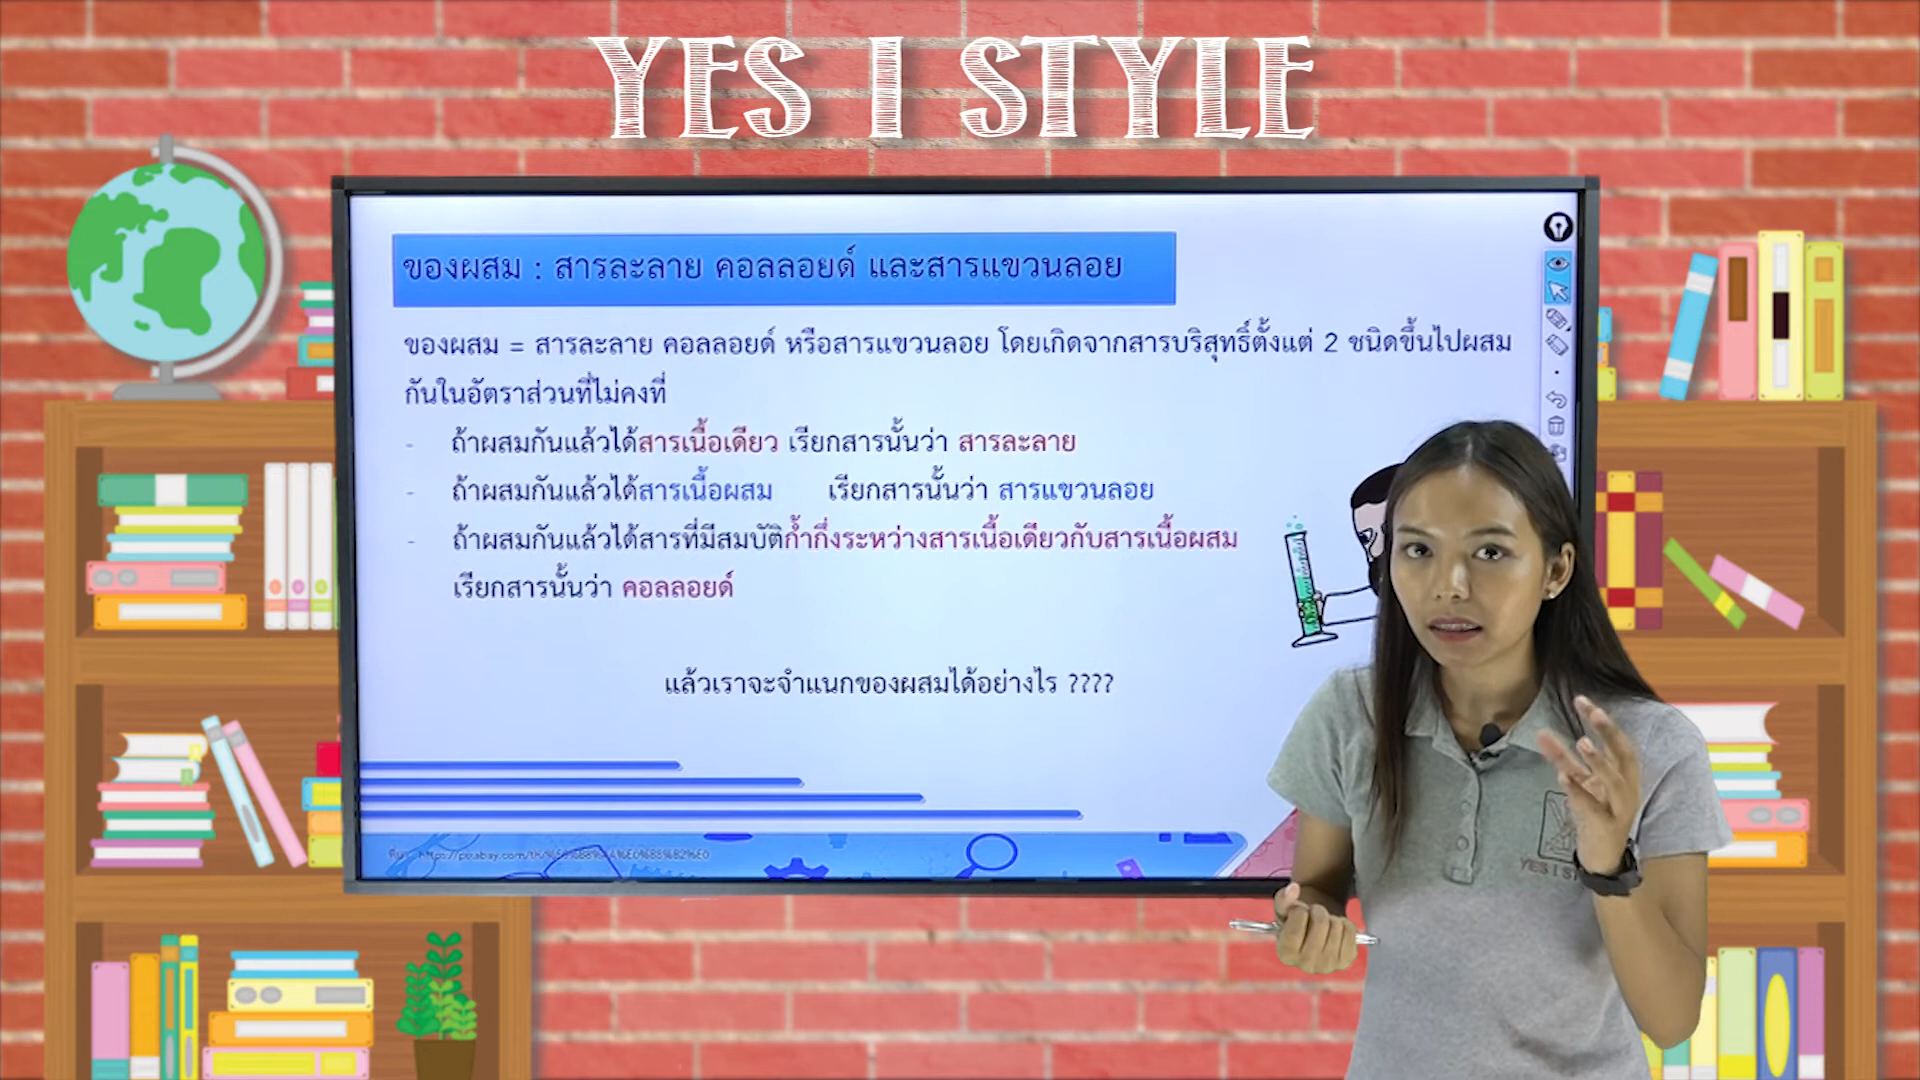 YES I STYLE
ของผสม : สารละลาย คอลลอยด์ และสารแขวนลอย
ของผสม = สารละลาย คอลลอยด์ หรือสารแขวนลอย โดยเกิดจากสารบริสุทธิ์ตั้งแต่ 2 ชนิดขึ้นไปผสม
กันในอัตราส่วนที่ไม่คงที่
- ถ้าผสมกันแล้วได้สารเนื้อเดียว เรียกสารนั้นว่า สารละลาย
- ถ้าผสมกันแล้วได้สารเนื้อผสม เรียกสารนั้นว่า สารแขวนลอย
- ถ้าผสมกันแล้วได้สารที่มีสมบัติก้ำกึ่งระหว่างสารเนื้อเดียวกับสารเนื้อผสม
เรียกสารนั้นว่า คอลลอยด์
แล้วเราจะจำแนกของผสมได้อย่างไร ????
YES I